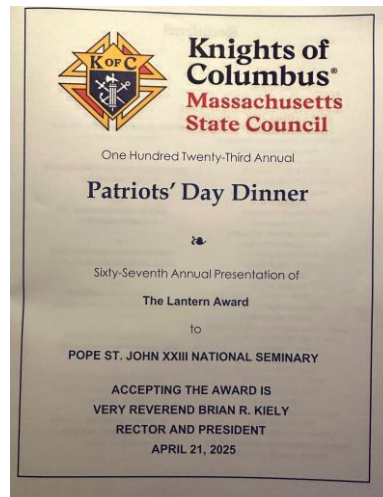 K OF C
Knights of
Columbus®
Massachusetts
State Council
One Hundred Twenty-Third Annual
Patriots' Day Dinner
Sixty-Seventh Annual Presentation of
The Lantern Award
to
POPE ST. JOHN XXIII NATIONAL SEMINARY
ACCEPTING THE AWARD IS
VERY REVEREND BRIAN R. KIELY
RECTOR AND PRESIDENT
APRIL 21, 2025